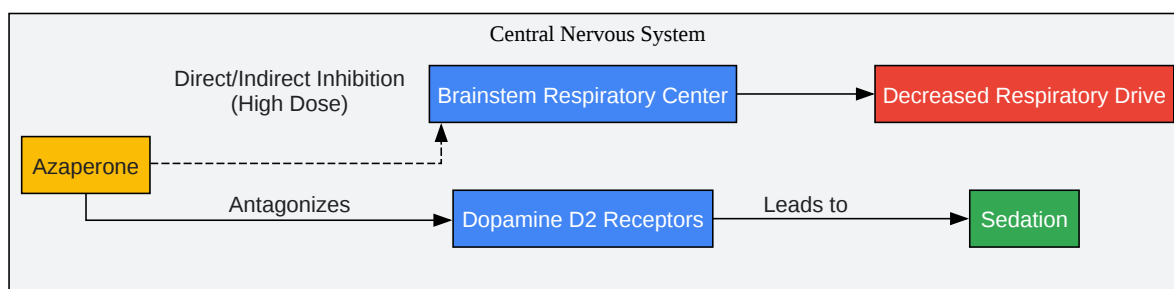 Central Nervous System
Direct/Indirect Inhibition
(High Dose)
Brainstem Respiratory Center
Decreased Respiratory Drive
Azaperone
Antagonizes
Dopamine D2 Receptors
Leads to
Sedation